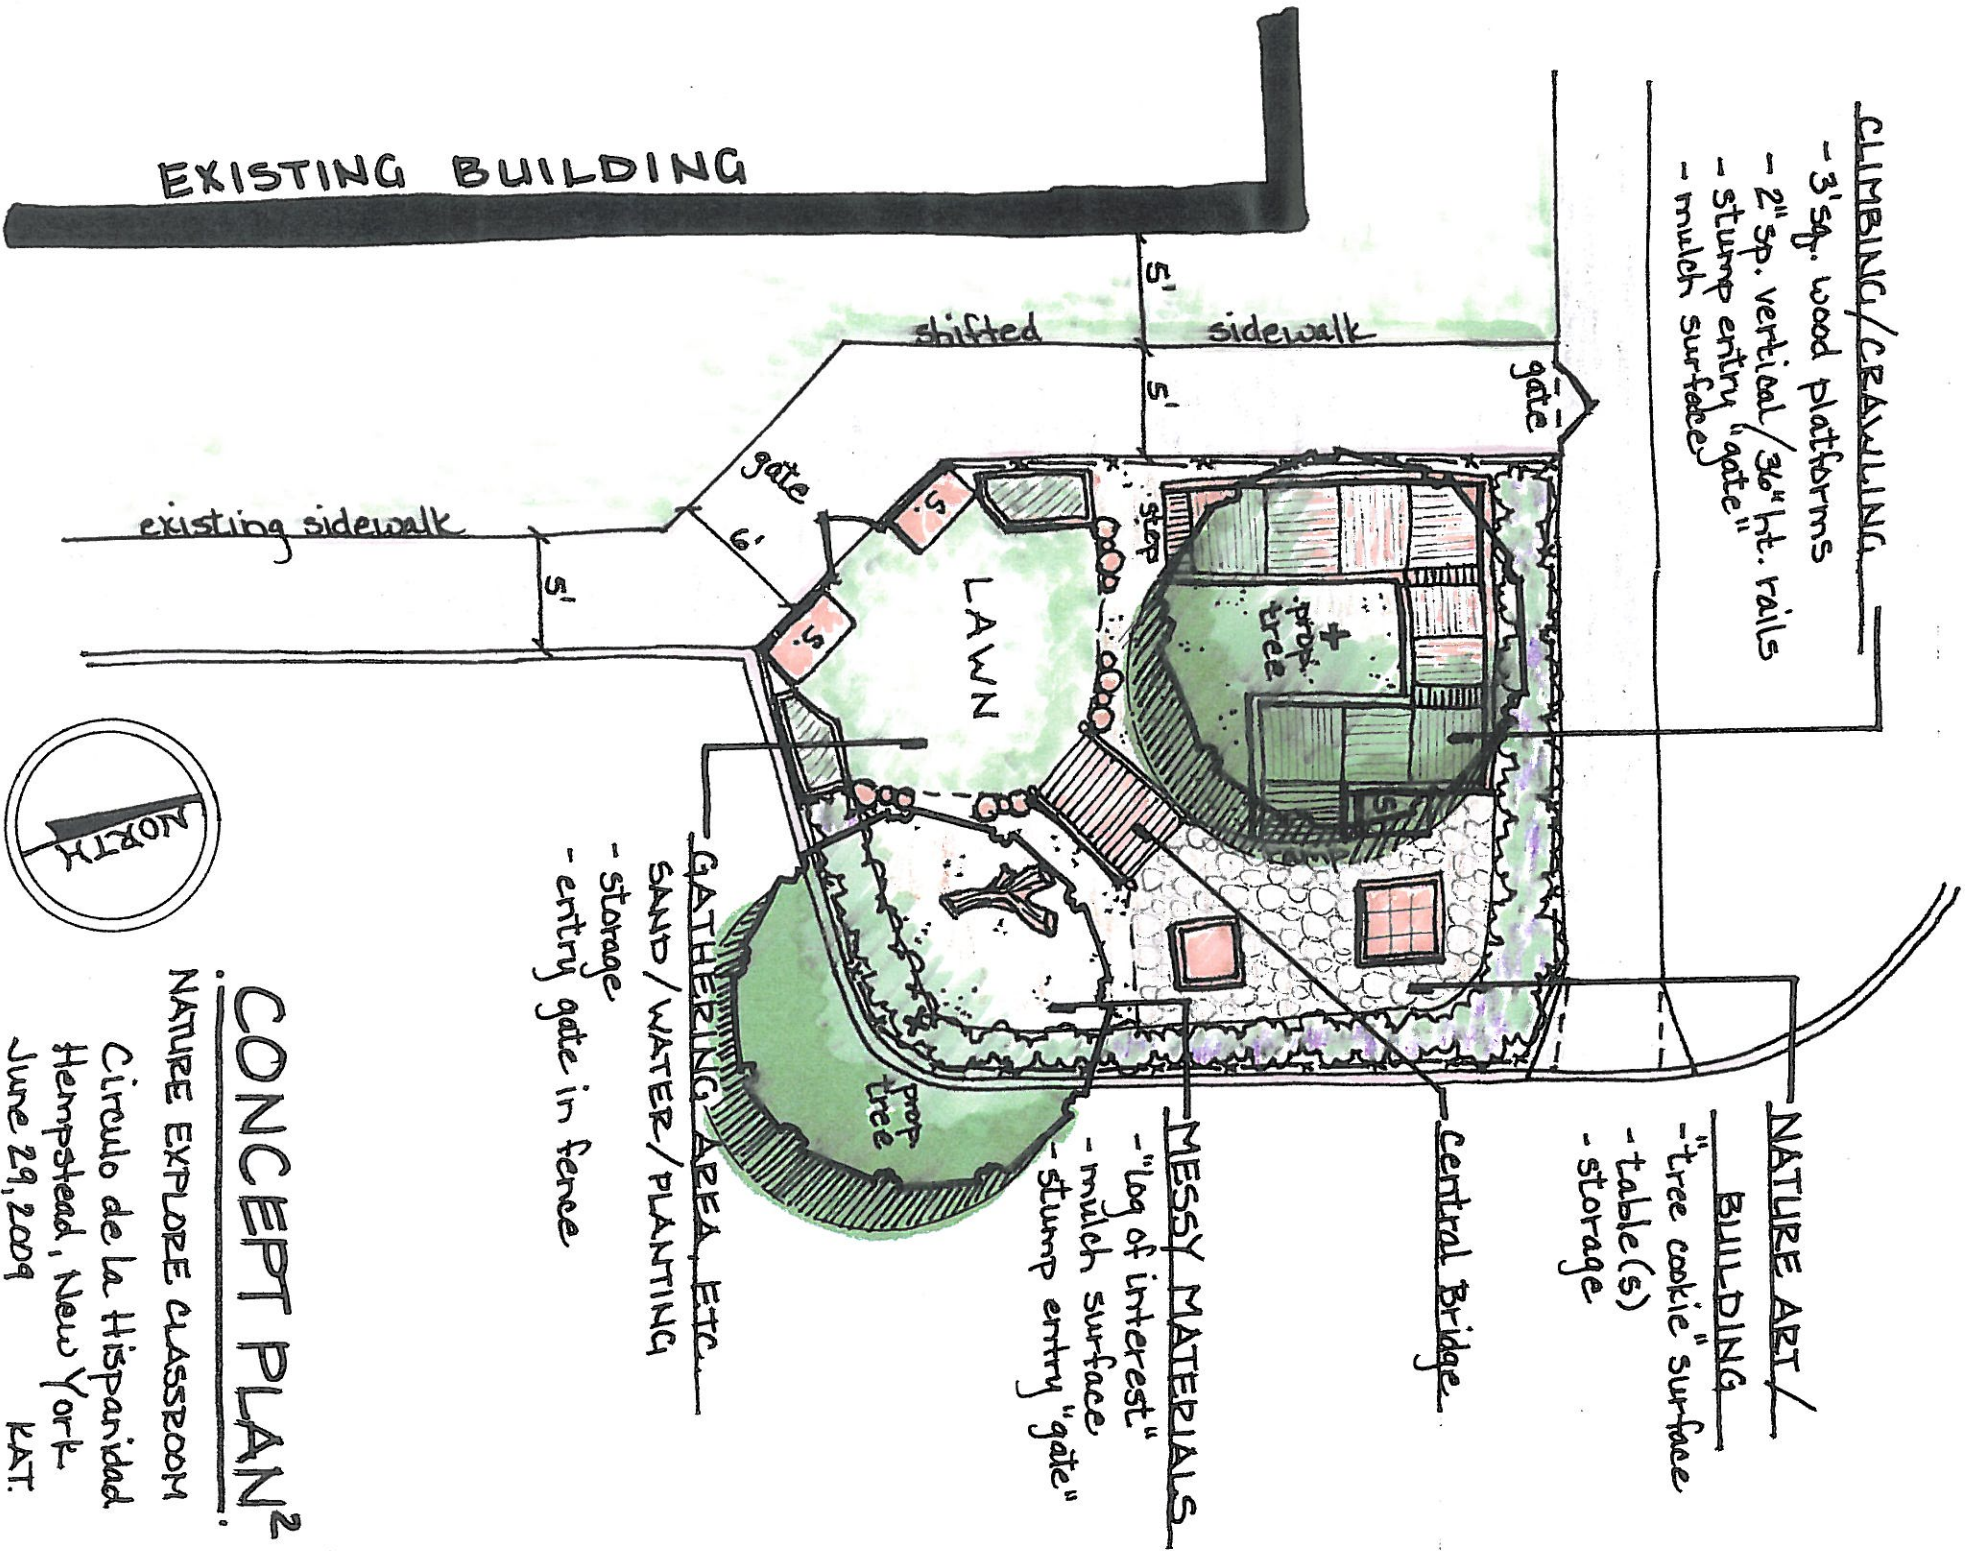 CLIMBING/CRAWLING
- 3' sq. wood platforms
- 2" sp. vertical / 36" ht. rails
- stump entry "gate"
- mulch surface
NATURE ART /
BUILDING
- "tree cookie" surface
- table(s)
- storage
Central Bridge
MESSY MATERIALS
- "log of interest"
- mulch surface
- stump entry "gate"
GATHERING AREA, ETC.
SAND/WATER/PLANTING
- storage
- entry gate in fence
EXISTING BUILDING
5'
shifted sidewalk
5'
gate
gate
6'
existing sidewalk
5'
S.
S.
LAWN
step
prop.
tree
S.
ramp
prop
tree
NORTH
CONCEPT PLAN²
NATURE EXPLORE CLASSROOM
Circulo de la Hispanidad
Hempstead, New York
June 29, 2009 KAT.